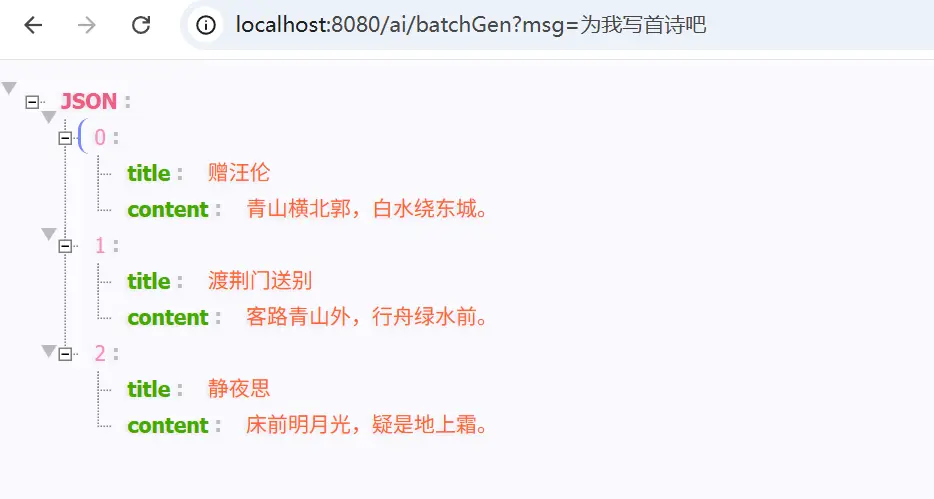 localhost:8080/ai/batchGen?msg=为我写首诗吧
JSON :
0 :
title : 赠汪伦
content : 青山横北郭，白水绕东城。
1 :
title : 渡荆门送别
content : 客路青山外，行舟绿水前。
2 :
title : 静夜思
content : 床前明月光，疑是地上霜。